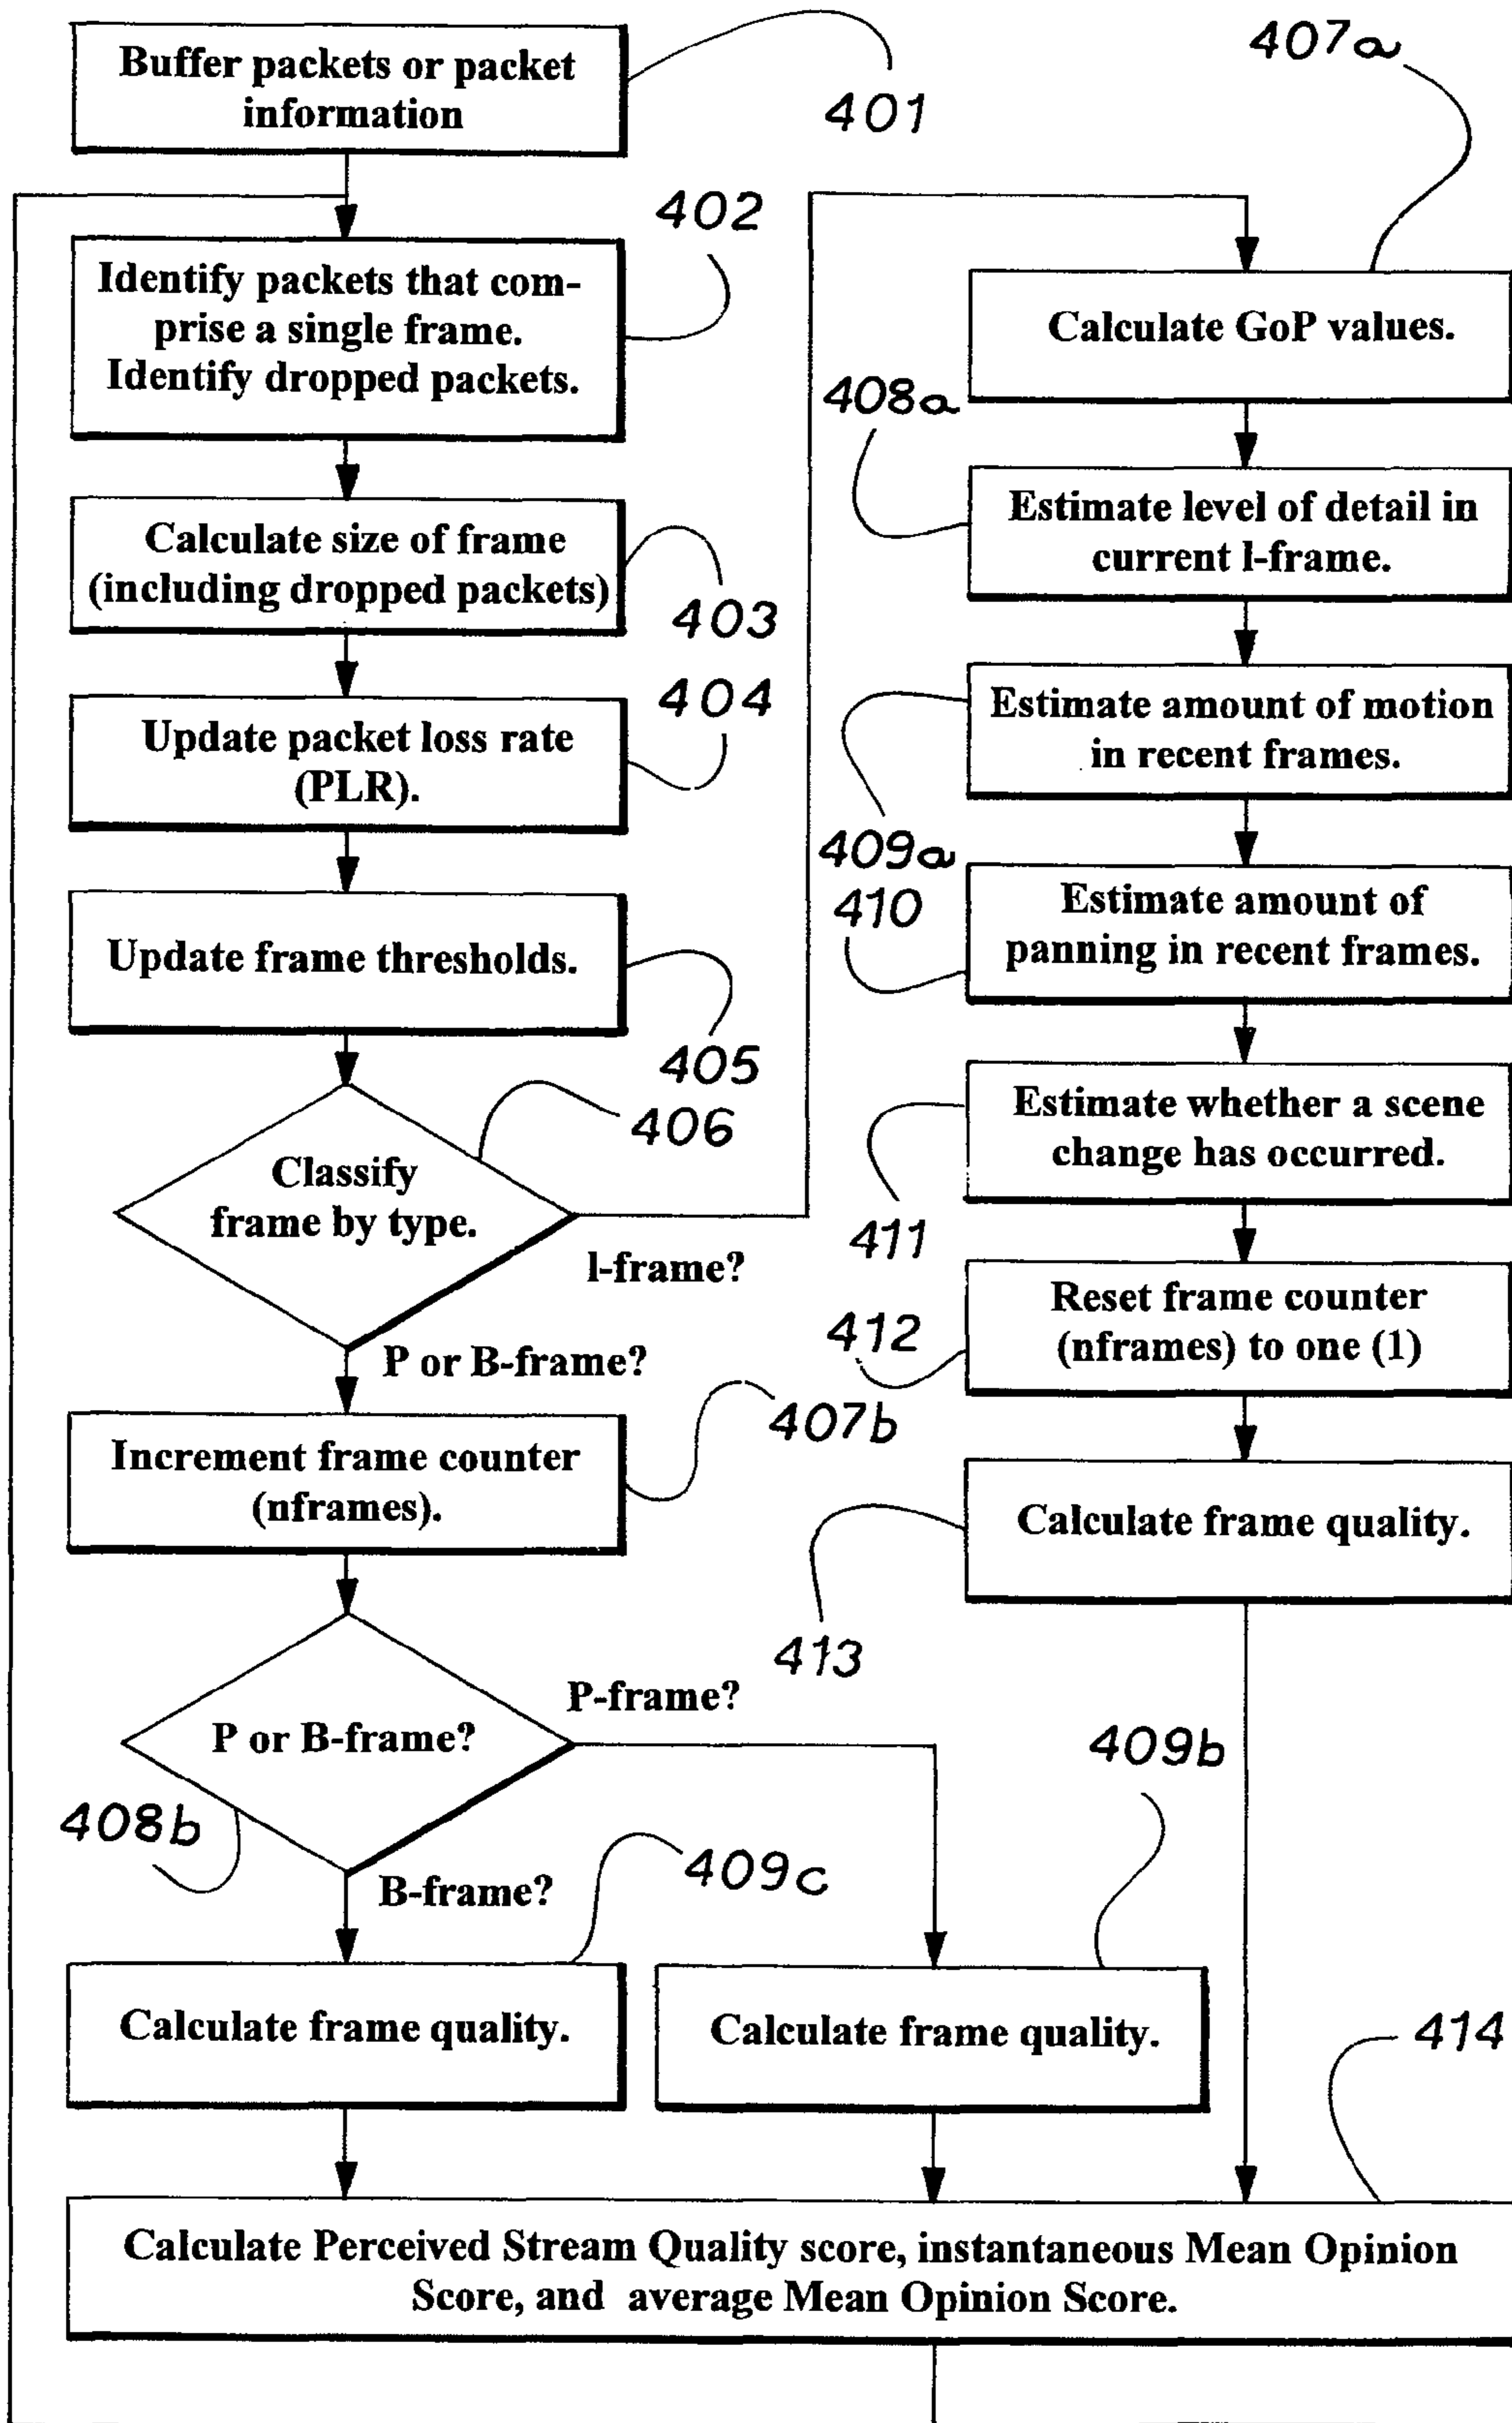 Buffer packets or packet
information
401
407a
402
Identify packets that com-
prise a single frame.
Identify dropped packets.
Calculate GoP values.
408a
Calculate size of frame
(including dropped packets)
403
Estimate level of detail in
current l-frame.
404
Update packet loss rate
(PLR).
Estimate amount of motion
in recent frames.
409a
410
Estimate amount of
panning in recent frames.
Update frame thresholds.
405
406
Classify
frame by type.
l-frame?
P or B-frame?
Estimate whether a scene
change has occurred.
411
412
Reset frame counter
(nframes) to one (1)
407b
Increment frame counter
(nframes).
Calculate frame quality.
413
P or B-frame?
P-frame?
408b
B-frame?
409c
409b
Calculate frame quality.
Calculate frame quality.
414
Calculate Perceived Stream Quality score, instantaneous Mean Opinion
Score, and average Mean Opinion Score.